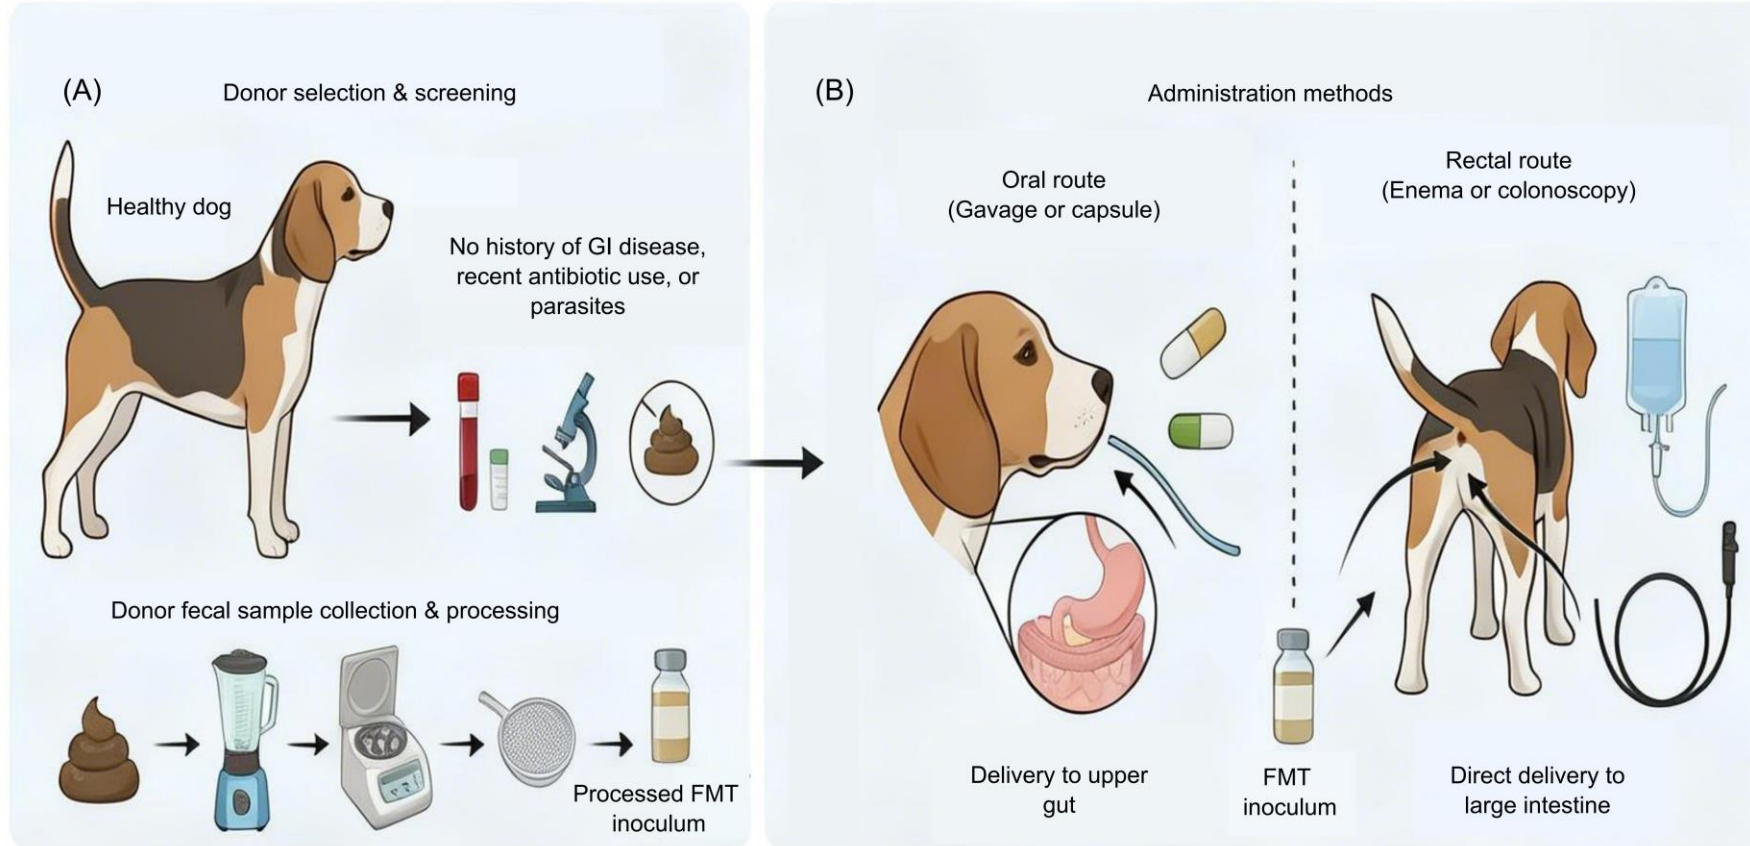 (A)
Donor selection & screening
Healthy dog
No history of GI disease,
recent antibiotic use, or
parasites
Donor fecal sample collection & processing
Processed FMT
inoculum
(B)
Administration methods
Oral route
(Gavage or capsule)
Rectal route
(Enema or colonoscopy)
Delivery to upper
gut
FMT
inoculum
Direct delivery to
large intestine